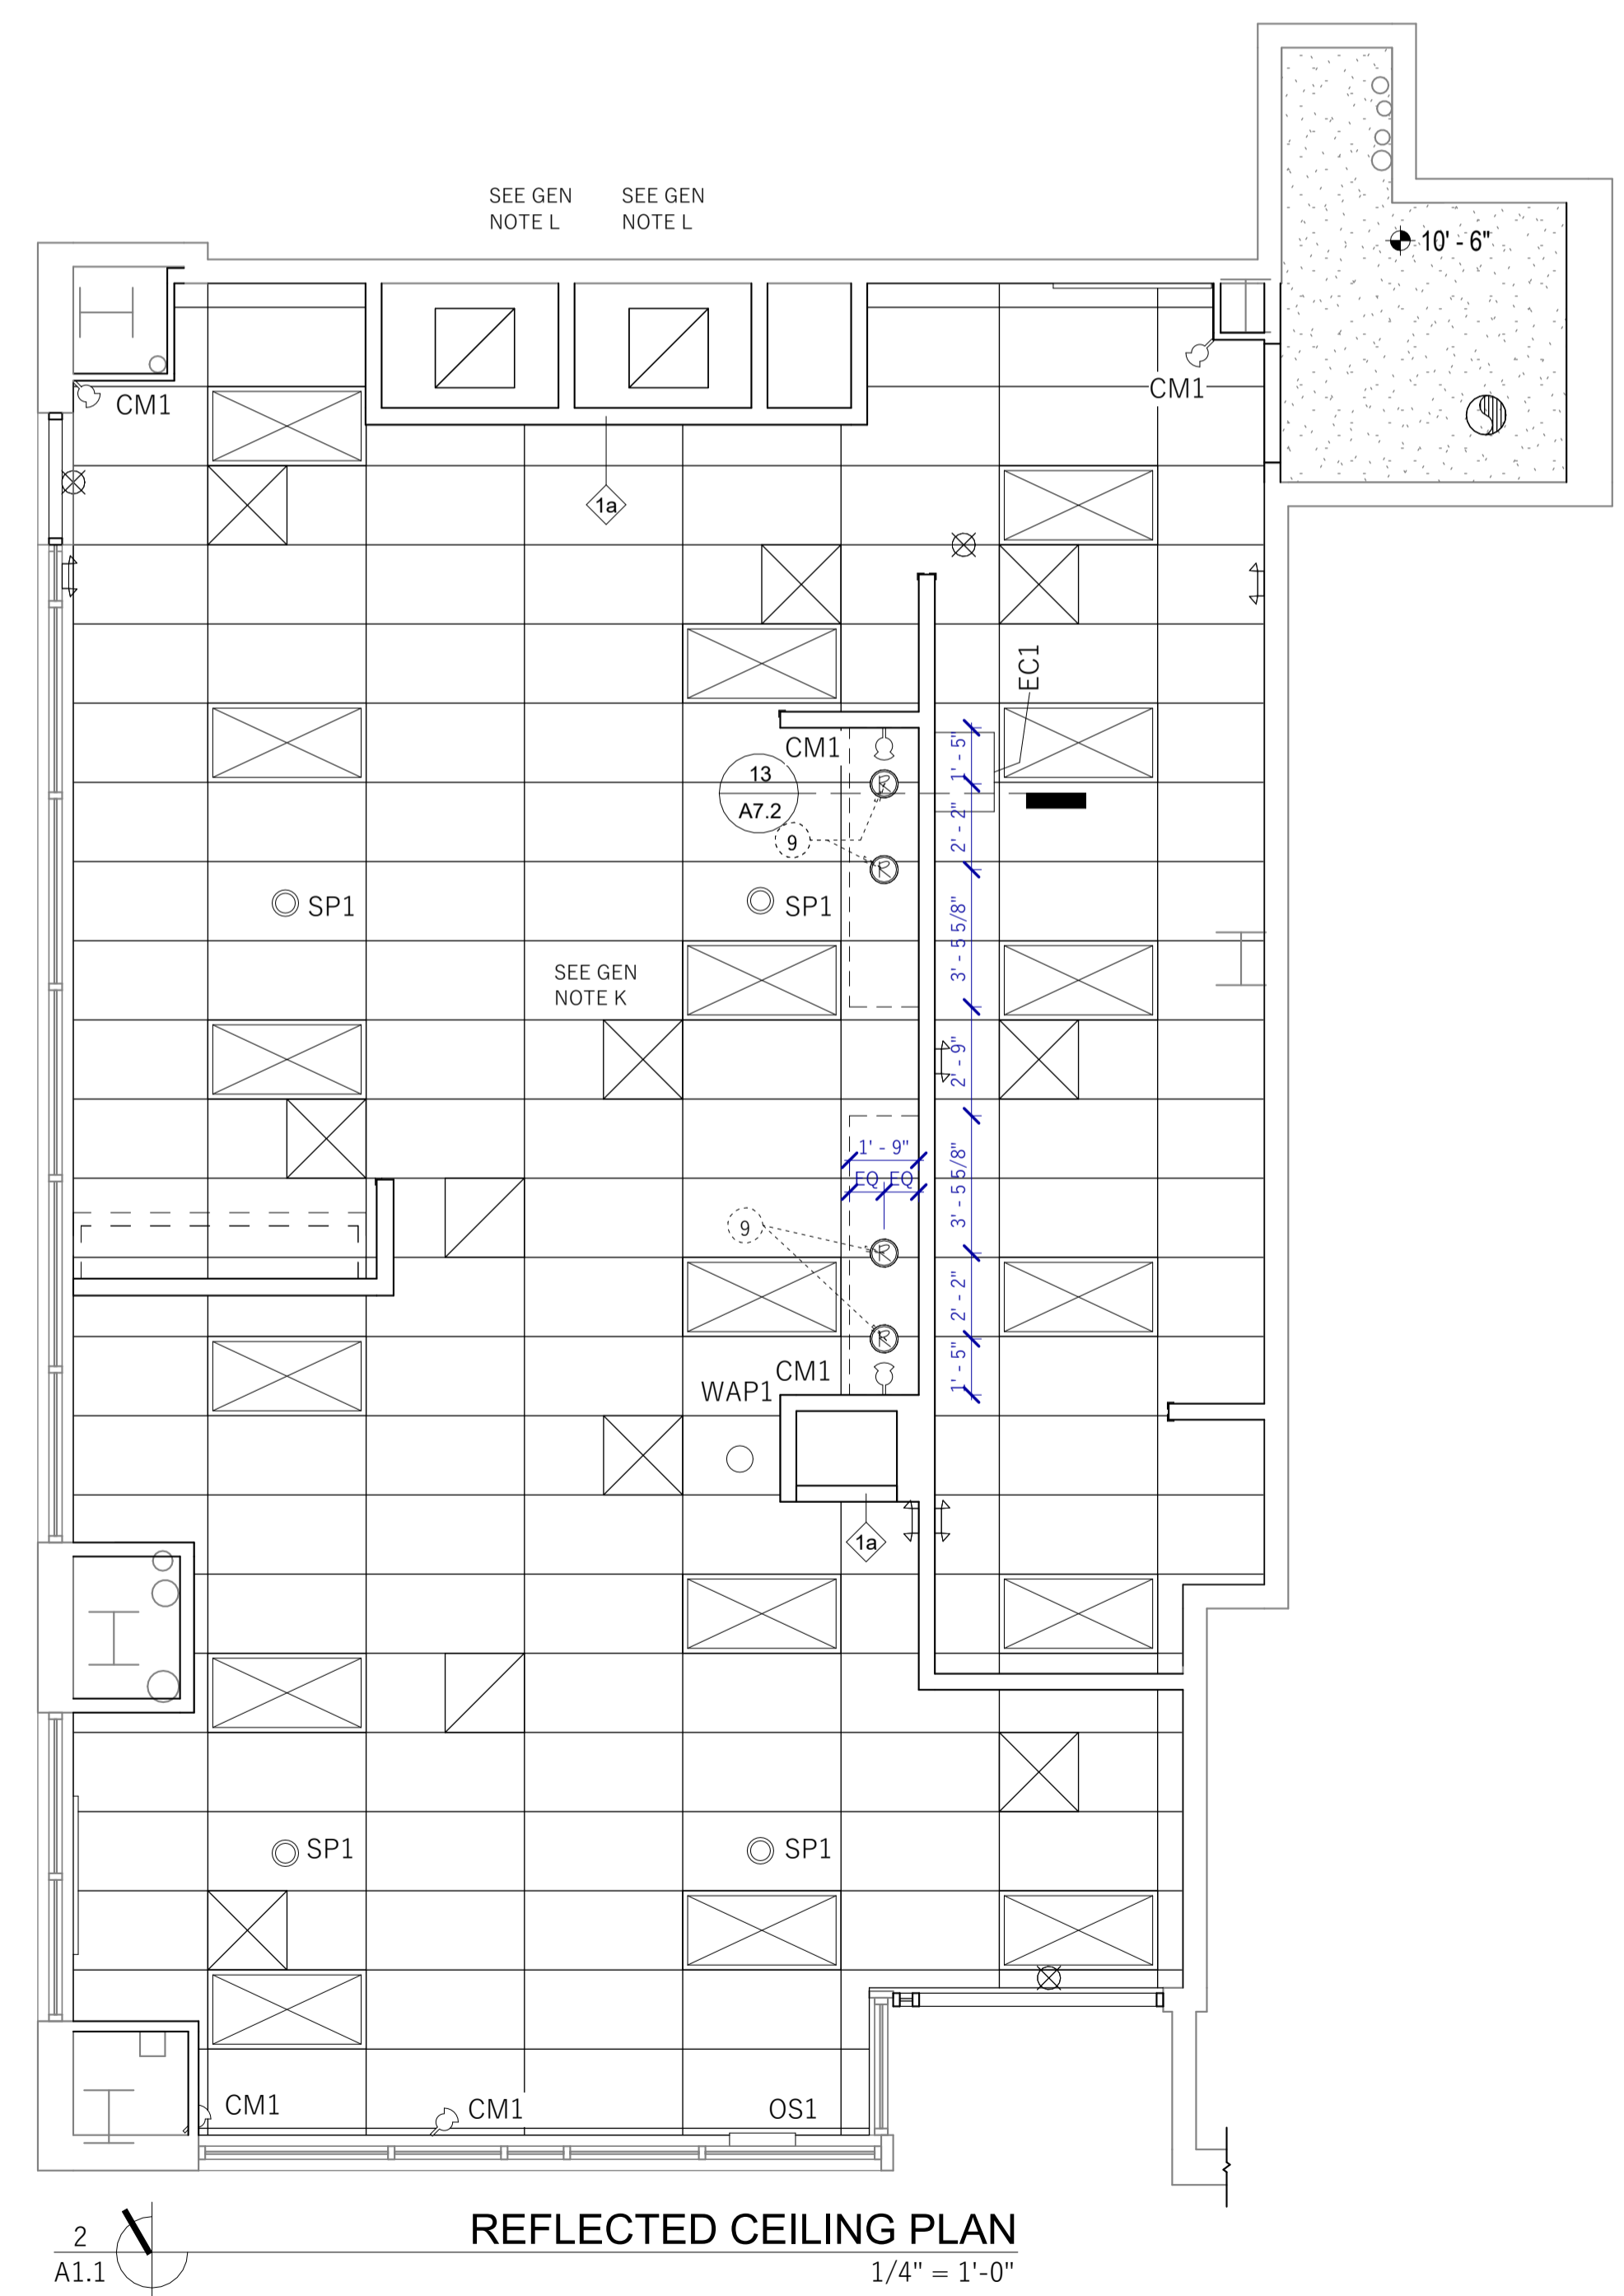 SEE GEN
NOTE L
SEE GEN
NOTE L
10' - 6"
CM1
CM1
1a
EC1
CM1
1' - 5"
13
A7.2
9
2' - 2"
SP1
SP1
3' - 5 5/8"
SEE GEN
NOTE K
2' - 9"
1' - 9"
EQ
EQ
3' - 5 5/8"
9
2' - 2"
CM1
WAP1
1' - 5"
1a
SP1
SP1
CM1
CM1
OS1
2
A1.1
REFLECTED CEILING PLAN
1/4" = 1'-0"
R
R
R
R
S